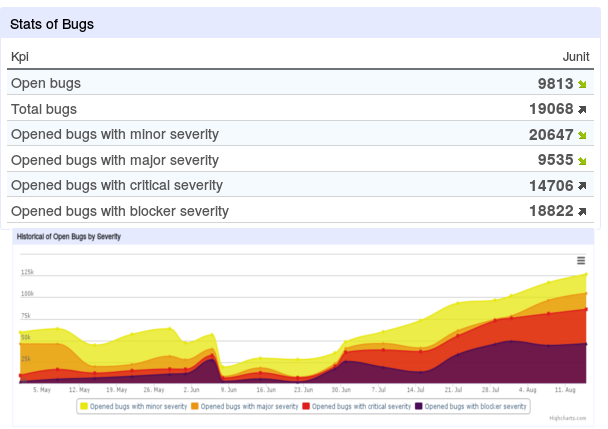 Stats of Bugs
Kpi Junit
Open bugs 9813
Total bugs 19068
Opened bugs with minor severity 20647
Opened bugs with major severity 9535
Opened bugs with critical severity 14706
Opened bugs with blocker severity 18822
Historical of Open Bugs by Severity
125k
100k
75k
50k
25k
5. May 12. May 19. May 26. May 2. Jun 9. Jun 16. Jun 23. Jun 30. Jun 7. Jul 14. Jul 21. Jul 28. Jul 4. Aug 11. Aug
Opened bugs with minor severity Opened bugs with major severity Opened bugs with critical severity Opened bugs with blocker severity
Highcharts.com